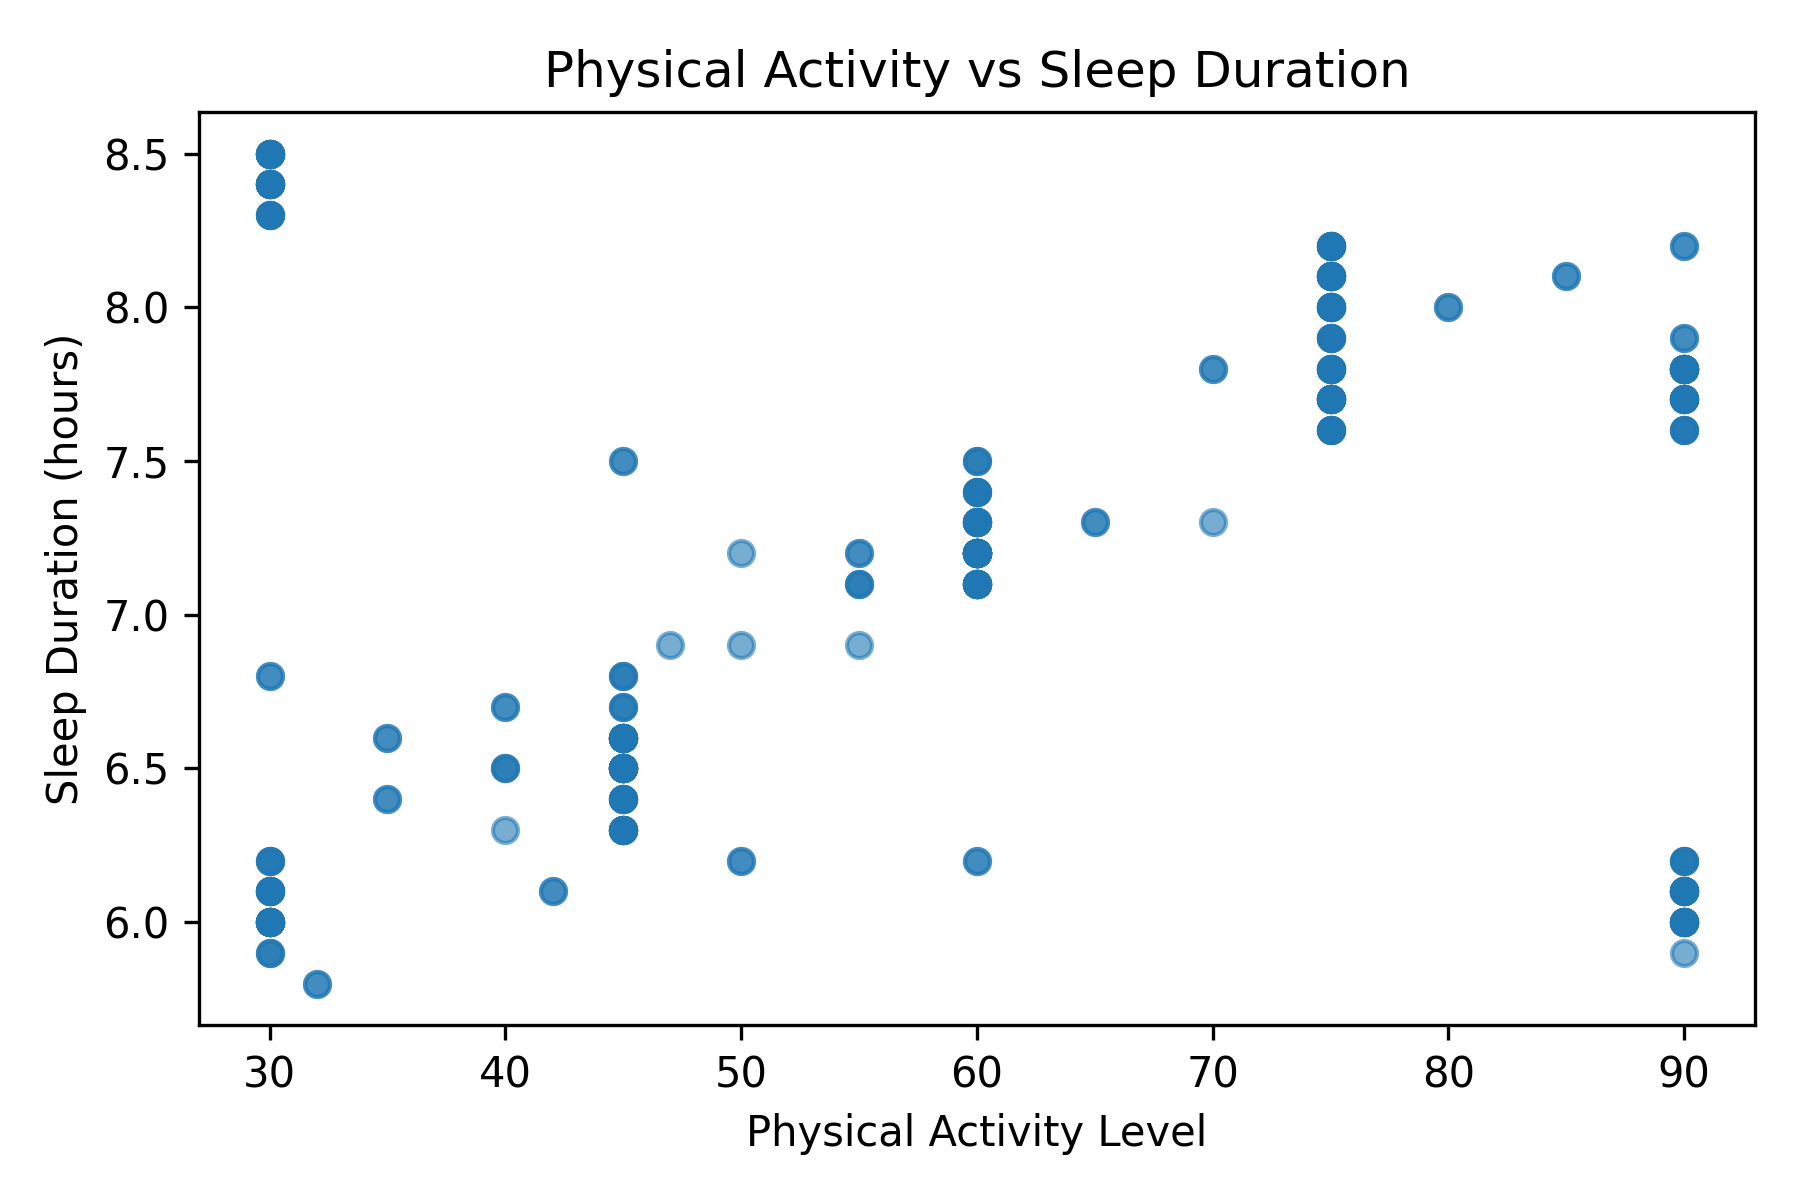 Physical Activity vs Sleep Duration
Sleep Duration (hours)
8.5
8.0
7.5
7.0
6.5
6.0
30 40 50 60 70 80 90
Physical Activity Level